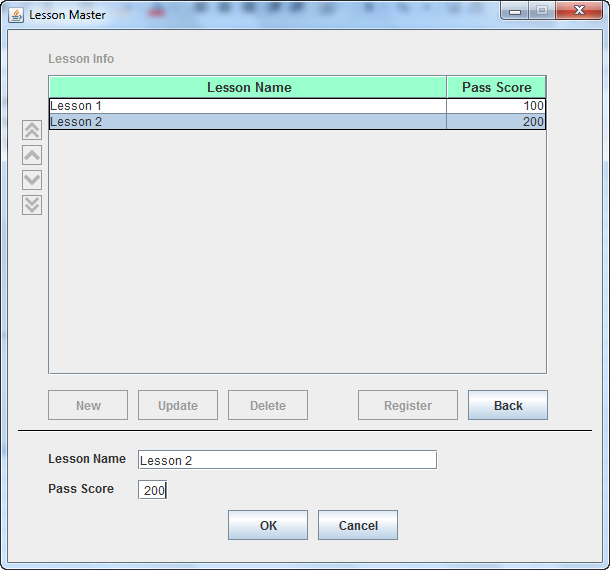 Lesson Master
Lesson Info
Lesson Name Pass Score
Lesson 1 100
Lesson 2 200
New Update Delete Register Back
Lesson Name Lesson 2
Pass Score 200
OK Cancel